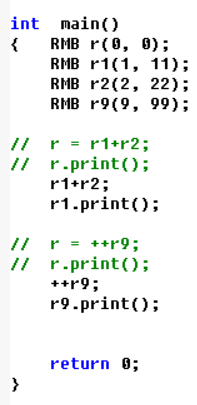 int  main()
{   RMB r(0, 0);
    RMB r1(1, 11);
    RMB r2(2, 22);
    RMB r9(9, 99);
//  r = r1+r2;
//  r.print();
    r1+r2;
    r1.print();
//  r = ++r9;
//  r.print();
    ++r9;
    r9.print();
    return 0;
}